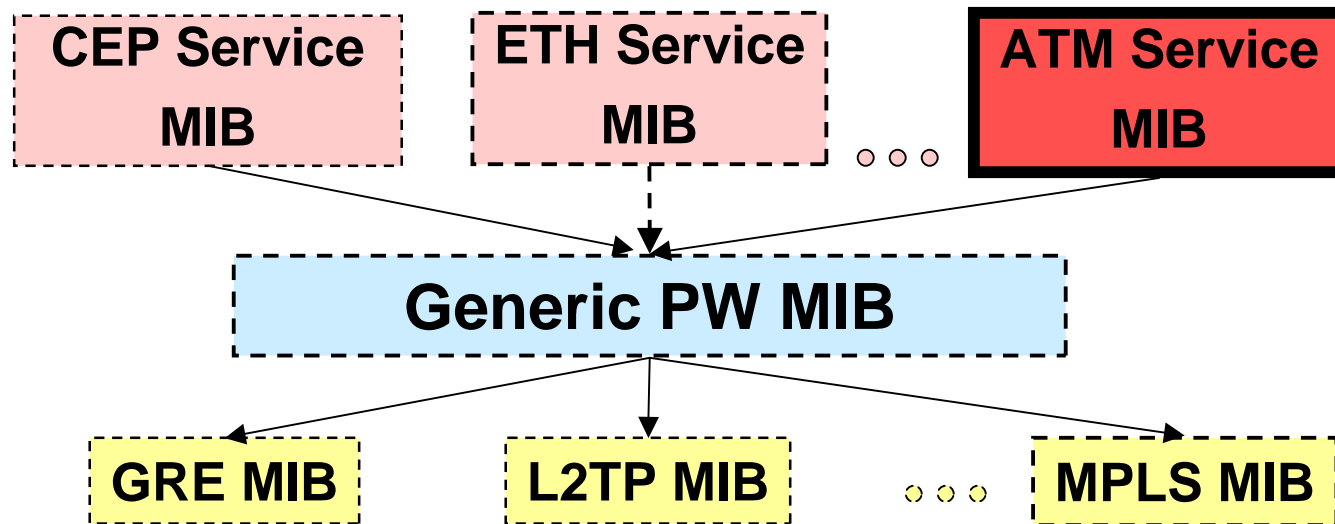 CEP Service
MIB
ETH Service
MIB
ATM Service
MIB
Generic PW MIB
GRE MIB
L2TP MIB
MPLS MIB